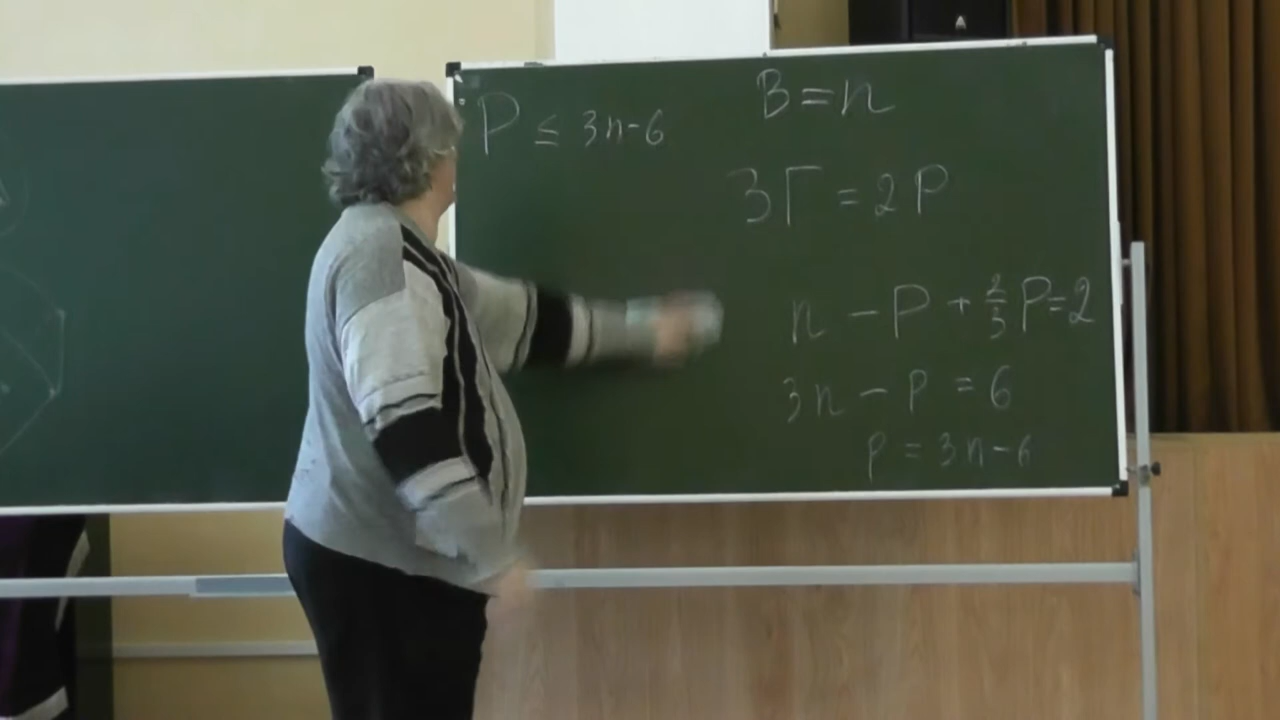 Р ≤ 3n-6
В = n
3Г = 2Р
n - Р + 2/3 Р = 2
3n - Р = 6
Р = 3n - 6